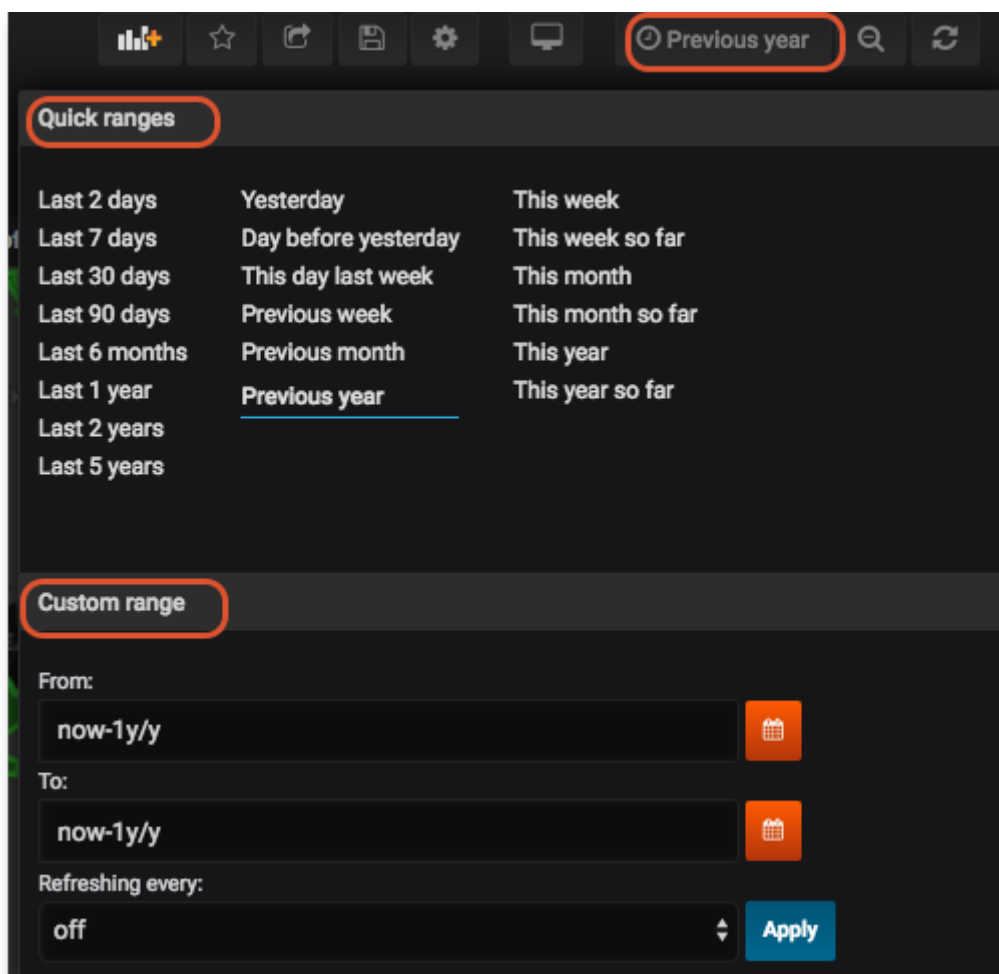 Previous year
Quick ranges
Last 2 days
Last 7 days
Last 30 days
Last 90 days
Last 6 months
Last 1 year
Last 2 years
Last 5 years
Yesterday
Day before yesterday
This day last week
Previous week
Previous month
Previous year
This week
This week so far
This month
This month so far
This year
This year so far
Custom range
From:
now-1y/y
To:
now-1y/y
Refreshing every:
off
Apply